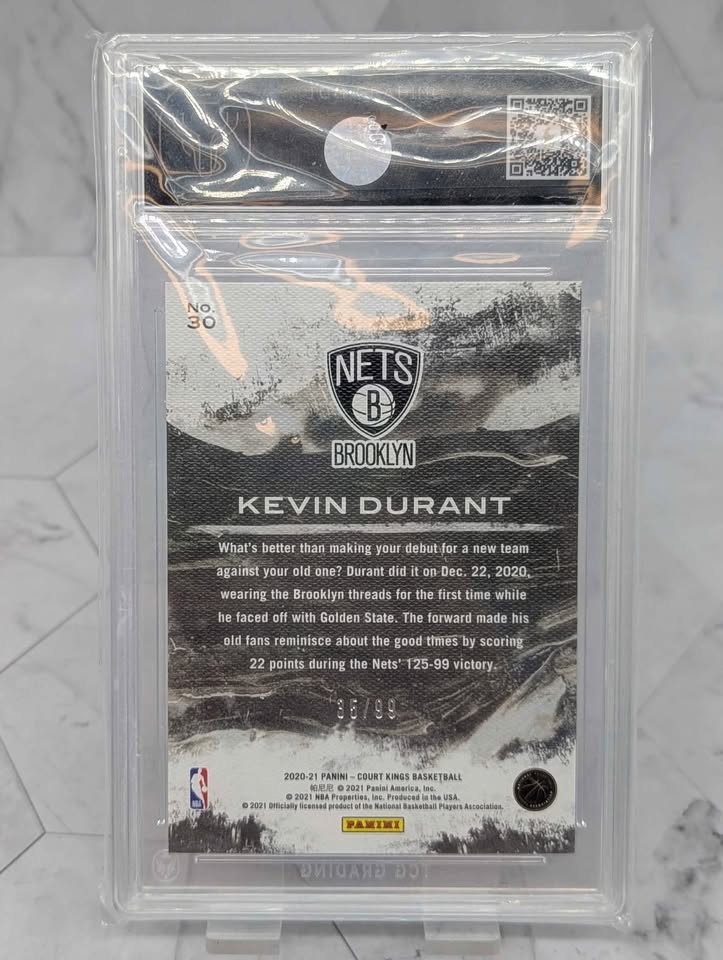 No.
30
NETS
B
BROOKLYN
KEVIN DURANT
What's better than making your debut for a new team
against your old one? Durant did it on Dec. 22, 2020,
wearing the Brooklyn threads for the first time while
he faced off with Golden State. The forward made his
old fans reminisce about the good times by scoring
22 points during the Nets' 125-99 victory.
35/99
2020-21 PANINI – COURT KINGS BASKETBALL
帕尼尼 © 2021 Panini America, Inc.
© 2021 NBA Properties, Inc. Produced in the USA.
© 2021 Officially licensed product of the National Basketball Players Association.
NBA
PANINI
TCG GRADING